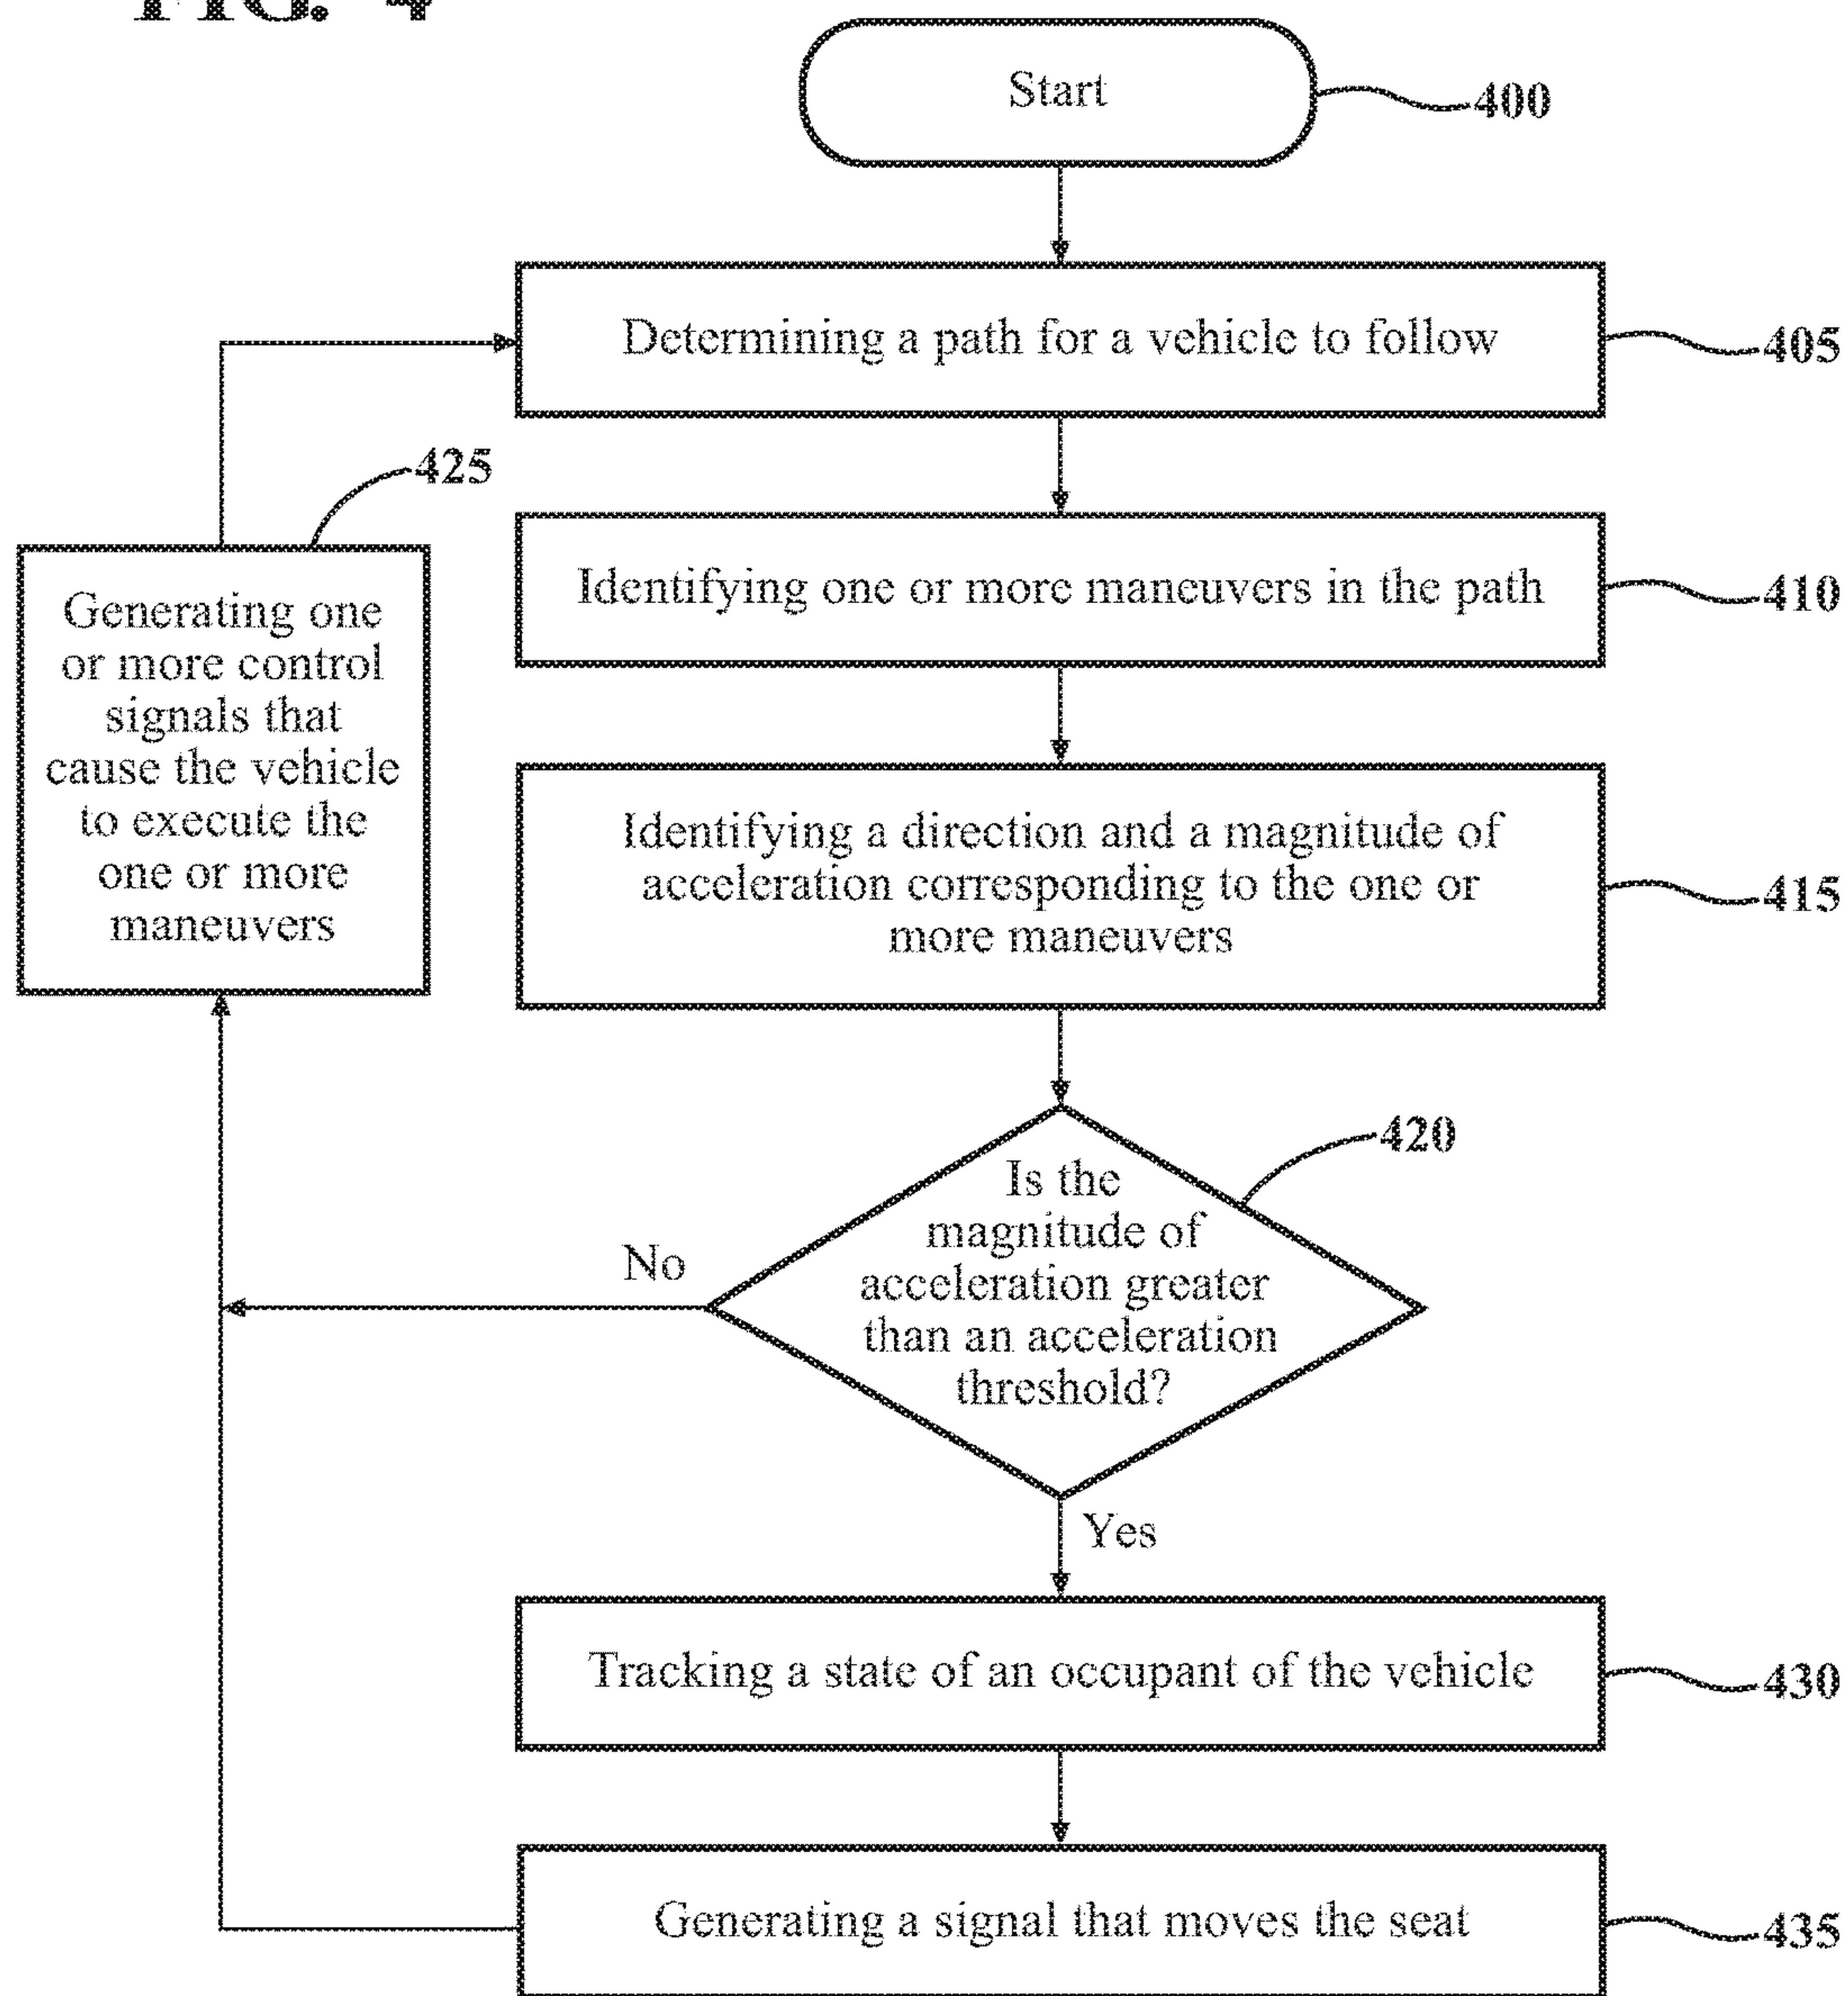 FIG. 4
Start
400
Determining a path for a vehicle to follow
405
425
Generating one
or more control
signals that
cause the vehicle
to execute the
one or more
maneuvers
Identifying one or more maneuvers in the path
410
Identifying a direction and a magnitude of
acceleration corresponding to the one or
more maneuvers
415
420
Is the
magnitude of
acceleration greater
than an acceleration
threshold?
No
Yes
Tracking a state of an occupant of the vehicle
430
Generating a signal that moves the seat
435